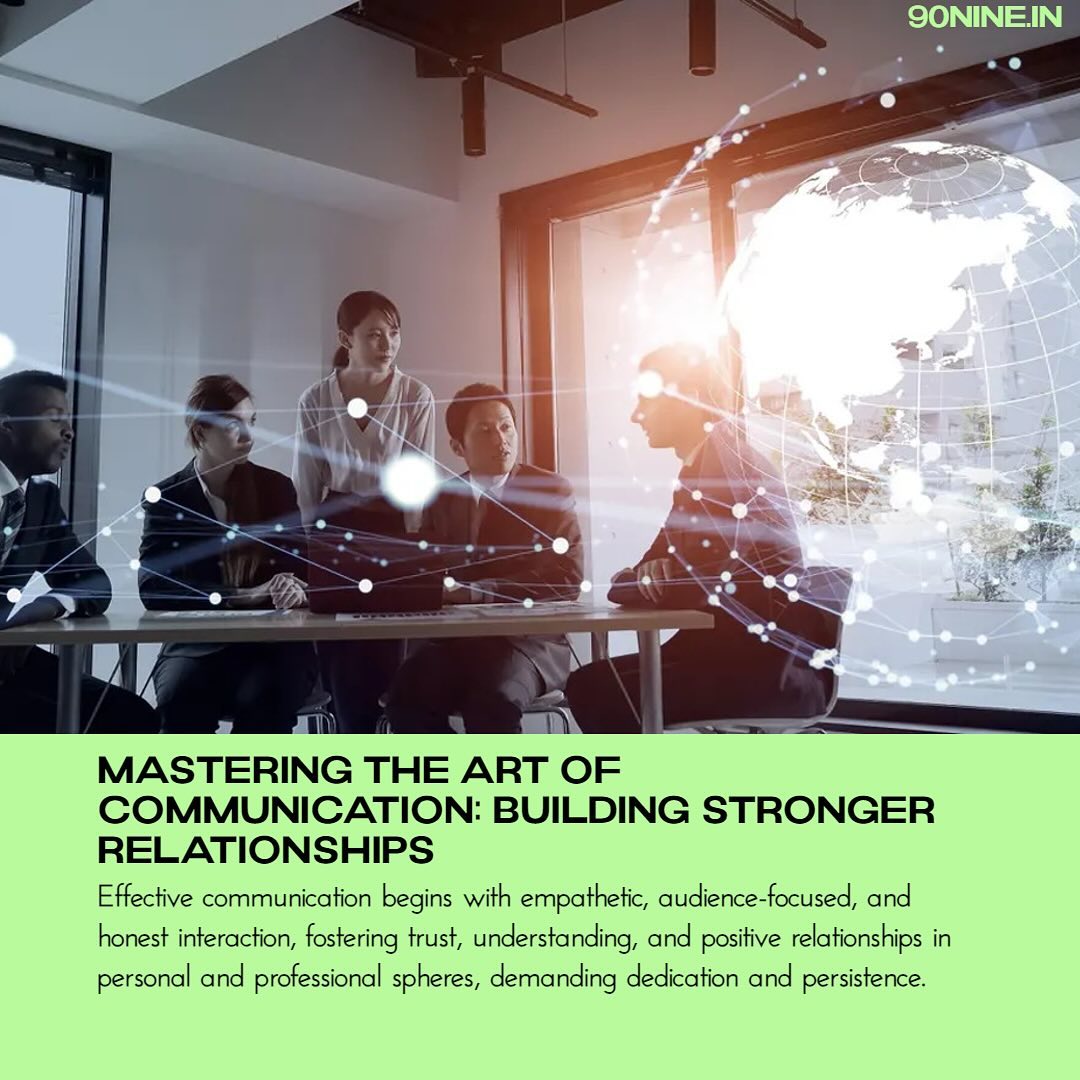 90NINE.IN
MASTERING THE ART OF
COMMUNICATION: BUILDING STRONGER
RELATIONSHIPS
Effective communication begins with empathetic, audience-focused, and
honest interaction, fostering trust, understanding, and positive relationships in
personal and professional spheres, demanding dedication and persistence.